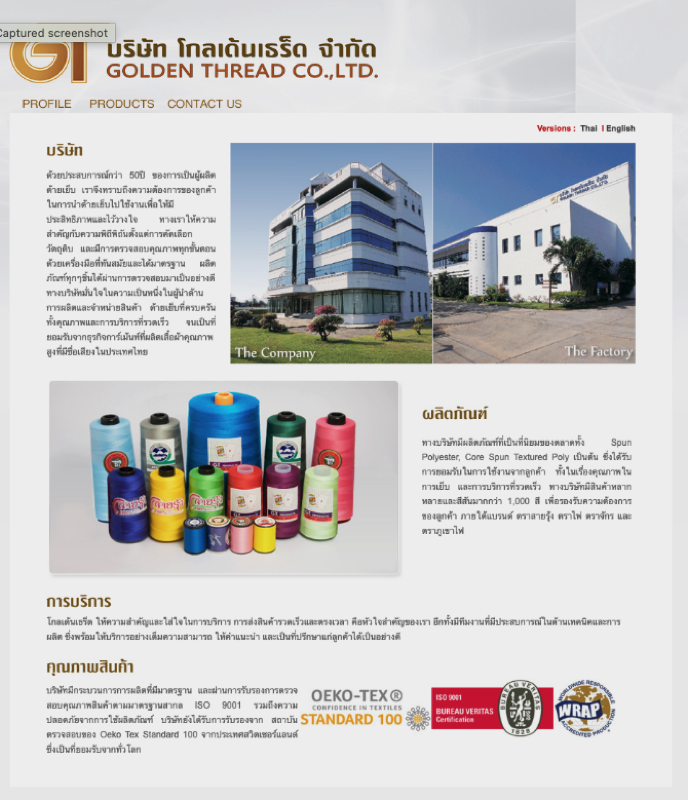 Captured screenshot
GT
บริษัท โกลเด้นเธร็ด จำกัด
GOLDEN THREAD CO.,LTD.
PROFILE PRODUCTS CONTACT US
Versions : Thai | English
บริษัท
ด้วยประสบการณ์กว่า 50ปี ของการเป็นผู้ผลิต
ด้ายเย็บ เราจึงทราบถึงความต้องการของลูกค้า
ในการนำด้ายเย็บไปใช้งานเพื่อให้มี
ประสิทธิภาพและไว้วางใจ ทางเราให้ความ
สำคัญกับความพิถีพิถันตั้งแต่การคัดเลือก
วัตถุดิบ และมีการตรวจสอบคุณภาพทุกขั้นตอน
ด้วยเครื่องมือที่ทันสมัยและได้มาตรฐาน ผลิต
ภัณฑ์ทุกๆชิ้นได้ผ่านการตรวจสอบมาเป็นอย่างดี
ทางบริษัทมั่นใจในความเป็นหนึ่งในผู้นำด้าน
การผลิตและจำหน่ายสินค้า ด้ายเย็บที่ครบครัน
ทั้งคุณภาพและการบริการที่รวดเร็ว จนเป็นที่
ยอมรับจากธุรกิจการ์เม้นท์ที่ผลิตเสื้อผ้าคุณภาพ
สูงที่มีชื่อเสียงในประเทศไทย
The Company
บริษัท โกลเด้นเธร็ด จำกัด
GOLDEN THREAD CO.,LTD.
The Factory
ผลิตภัณฑ์
ทางบริษัทมีผลิตภัณฑ์ที่เป็นที่นิยมของตลาดทั้ง Spun
Polyester, Core Spun Textured Poly เป็นต้น ซึ่งได้รับ
การยอมรับในการใช้งานจากลูกค้า ทั้งในเรื่องคุณภาพใน
การเย็บ และการบริการที่รวดเร็ว ทางบริษัทมีสินค้าหลาก
หลายและสีสันมากกว่า 1,000 สี เพื่อรองรับความต้องการ
ของลูกค้า ภายใต้แบรนด์ ตราสายรุ้ง ตราไฟ ตราจักร และ
ตราภูเขาไฟ
การบริการ
โกลเด้นเธร็ด ให้ความสำคัญและใส่ใจในการบริการ การส่งสินค้ารวดเร็วและตรงเวลา คือหัวใจสำคัญของเรา อีกทั้งมีทีมงานที่มีประสบการณ์ในด้านเทคนิคและการ
ผลิต ซึ่งพร้อมให้บริการอย่างเต็มความสามารถ ให้คำแนะนำ และเป็นที่ปรึกษาแก่ลูกค้าได้เป็นอย่างดี
คุณภาพสินค้า
บริษัทมีกระบวนการการผลิตที่มีมาตรฐาน และผ่านการรับรองการตรวจ
สอบคุณภาพสินค้าตามมาตรฐานสากล ISO 9001 รวมถึงความ
ปลอดภัยจากการใช้ผลิตภัณฑ์ บริษัทยังได้รับการรับรองจาก สถาบัน
ตรวจสอบของ Oeko Tex Standard 100 จากประเทศสวิตเซอร์แลนด์
ซึ่งเป็นที่ยอมรับจากทั่วโลก
OEKO-TEX®
CONFIDENCE IN TEXTILES
STANDARD 100
ISO 9001
BUREAU VERITAS
Certification
BUREAU VERITAS
1828
WORLDWIDE RESPONSIBLE
WRAP
ACCREDITED PRODUCTION